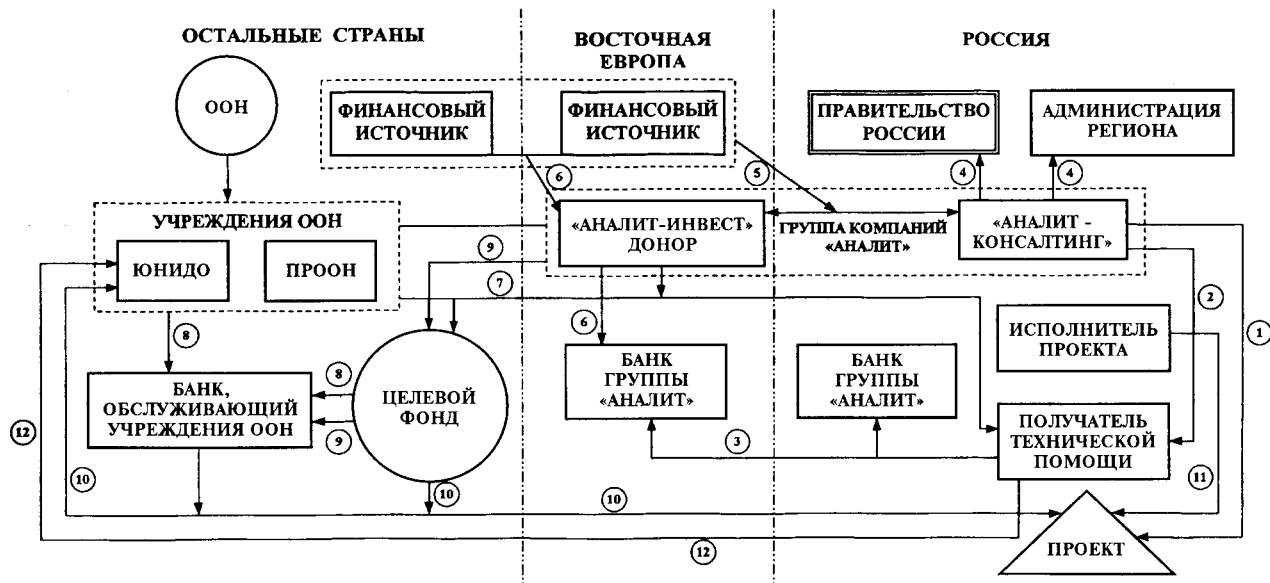 ОСТАЛЬНЫЕ СТРАНЫ
ВОСТОЧНАЯ
ЕВРОПА
РОССИЯ
ООН
ФИНАНСОВЫЙ
ИСТОЧНИК
ФИНАНСОВЫЙ
ИСТОЧНИК
ПРАВИТЕЛЬСТВО
РОССИИ
АДМИНИСТРАЦИЯ
РЕГИОНА
6
5
4
4
УЧРЕЖДЕНИЯ ООН
ЮНИДО
ПРООН
«АНАЛИТ-ИНВЕСТ»
ДОНОР
ГРУППА КОМПАНИЙ
«АНАЛИТ»
«АНАЛИТ -
КОНСАЛТИНГ»
9
7
2
1
8
6
ИСПОЛНИТЕЛЬ
ПРОЕКТА
БАНК,
ОБСЛУЖИВАЮЩИЙ
УЧРЕЖДЕНИЯ ООН
8
9
ЦЕЛЕВОЙ
ФОНД
БАНК
ГРУППЫ
«АНАЛИТ»
БАНК
ГРУППЫ
«АНАЛИТ»
ПОЛУЧАТЕЛЬ
ТЕХНИЧЕСКОЙ
ПОМОЩИ
12
3
10
10
10
11
12
ПРОЕКТ